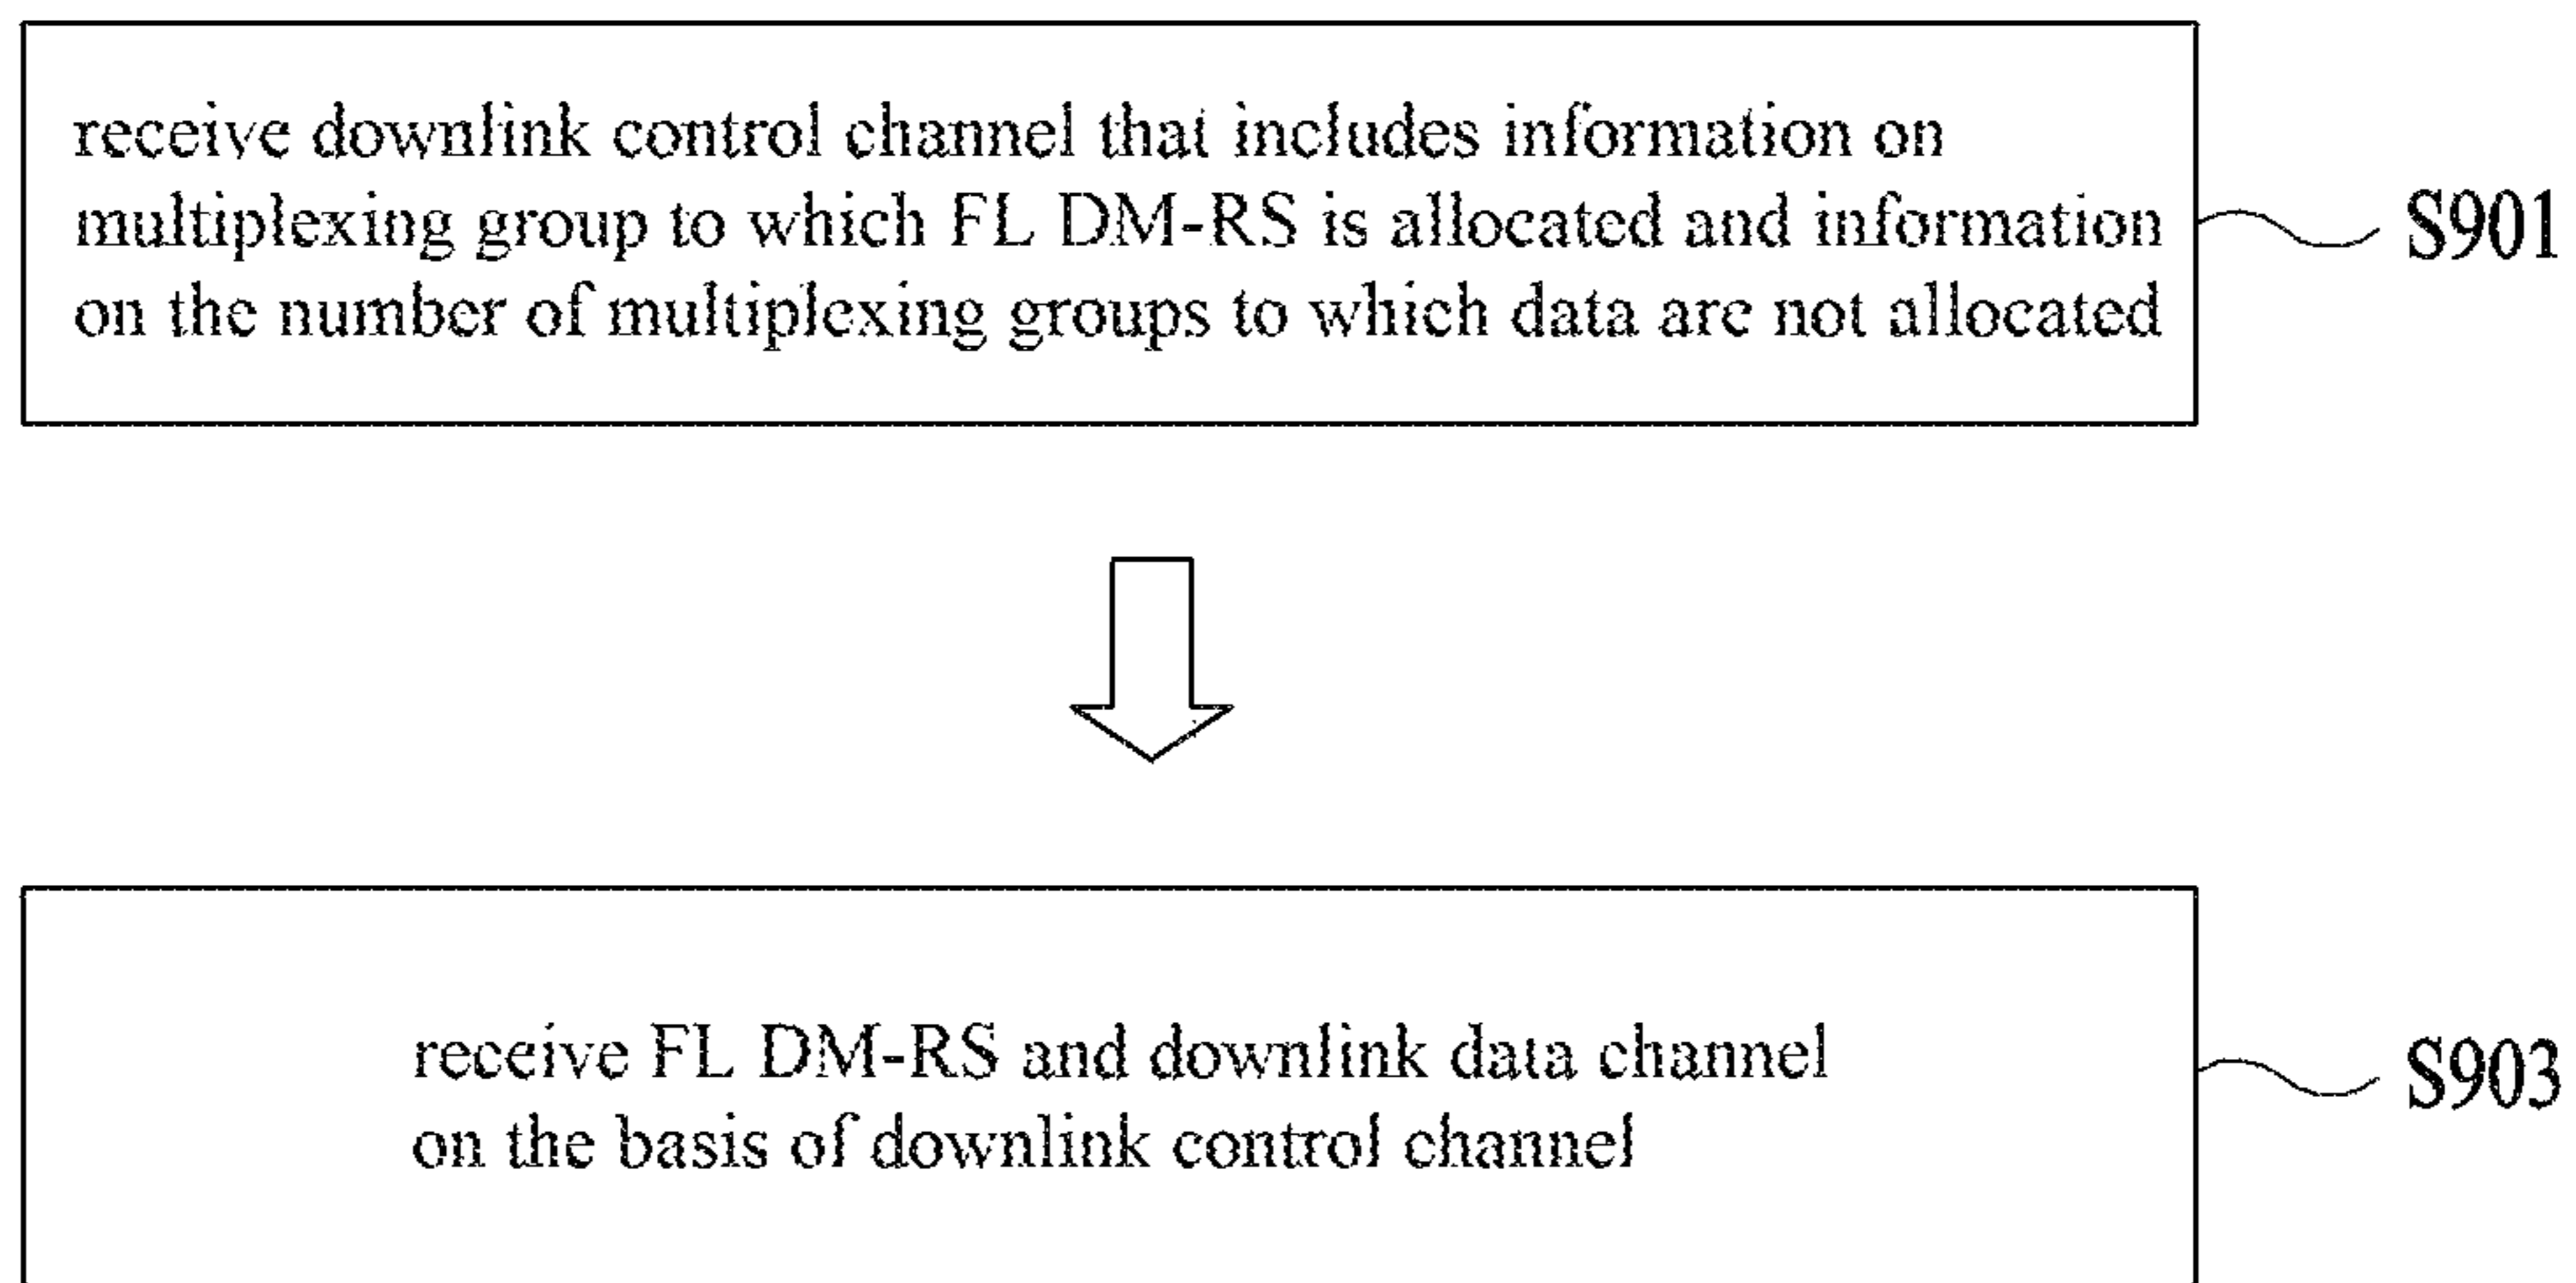 receive downlink control channel that includes information on
multiplexing group to which FL DM-RS is allocated and information
on the number of multiplexing groups to which data are not allocated
S901
receive FL DM-RS and downlink data channel
on the basis of downlink control channel
S903